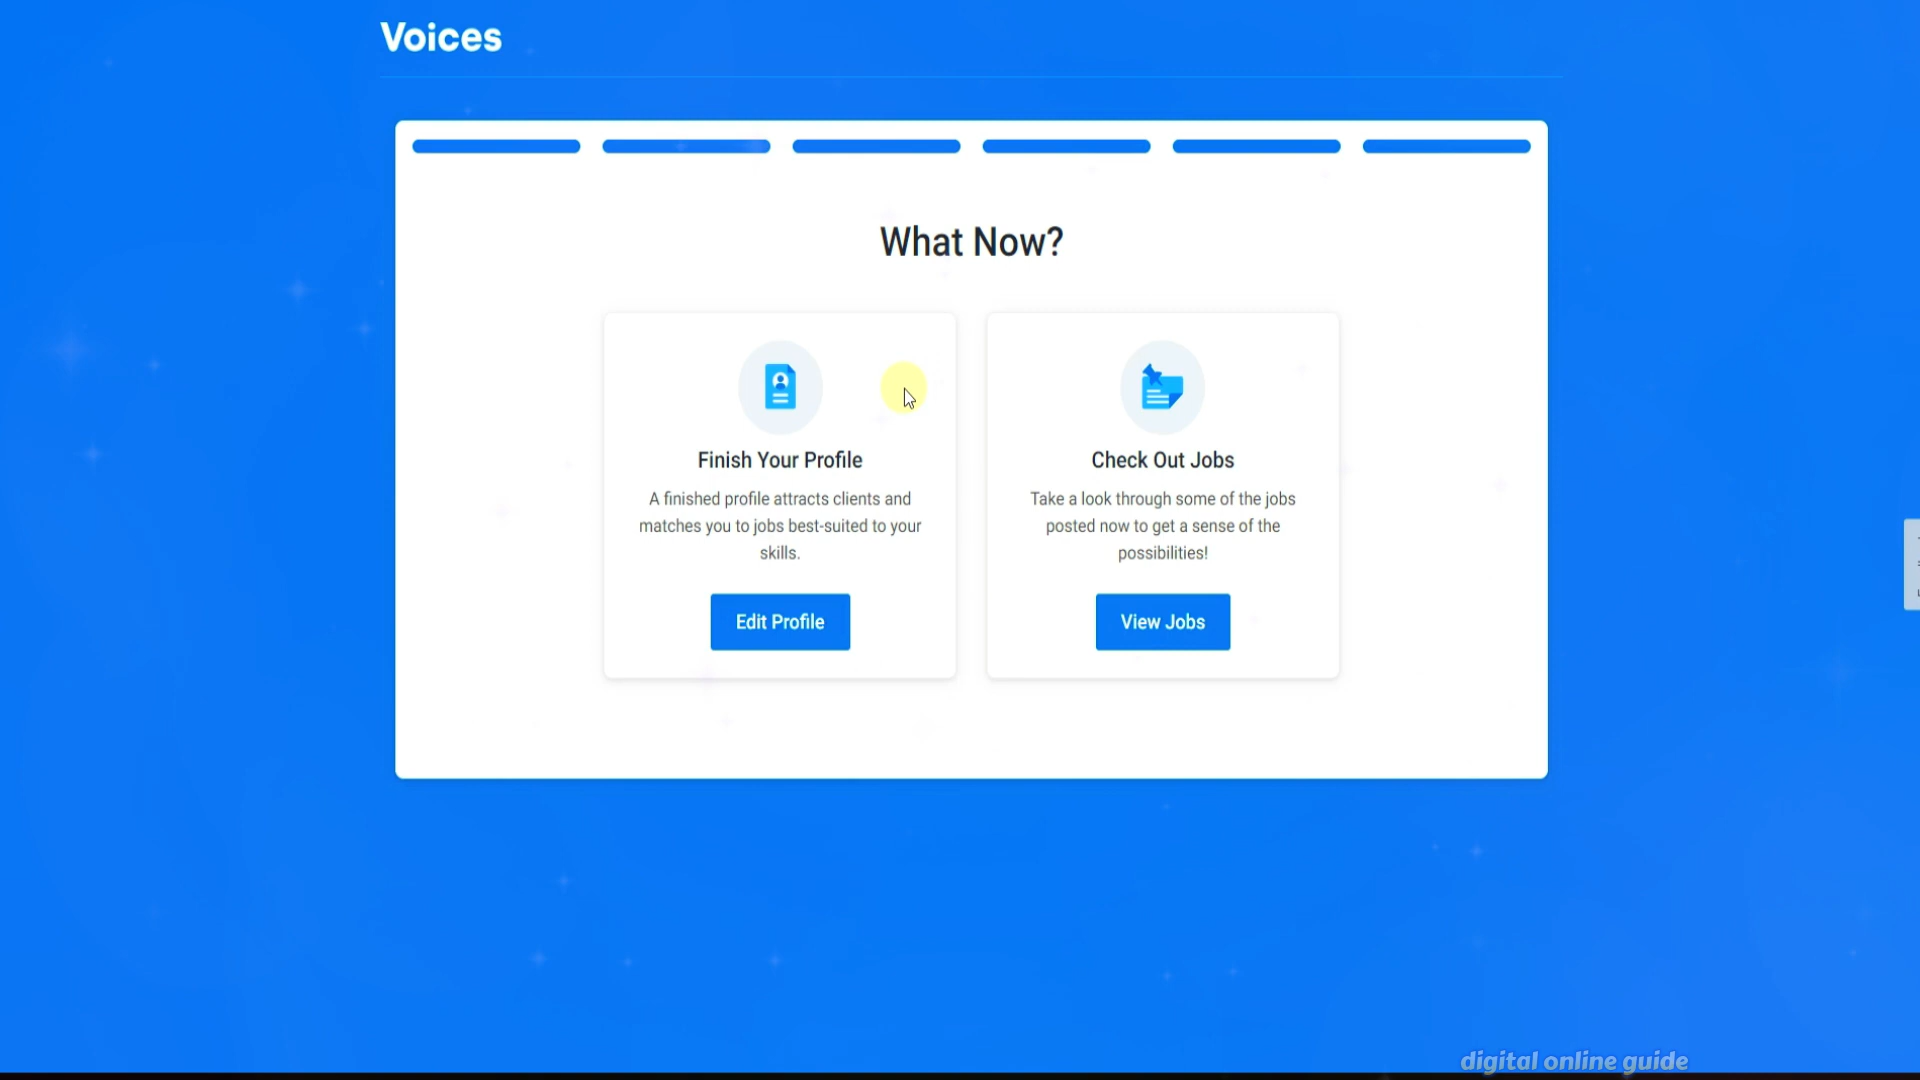 Voices
What Now?
Finish Your Profile
A finished profile attracts clients and
matches you to jobs best-suited to your
skills.
Edit Profile
Check Out Jobs
Take a look through some of the jobs
posted now to get a sense of the
possibilities!
View Jobs
digital online guide